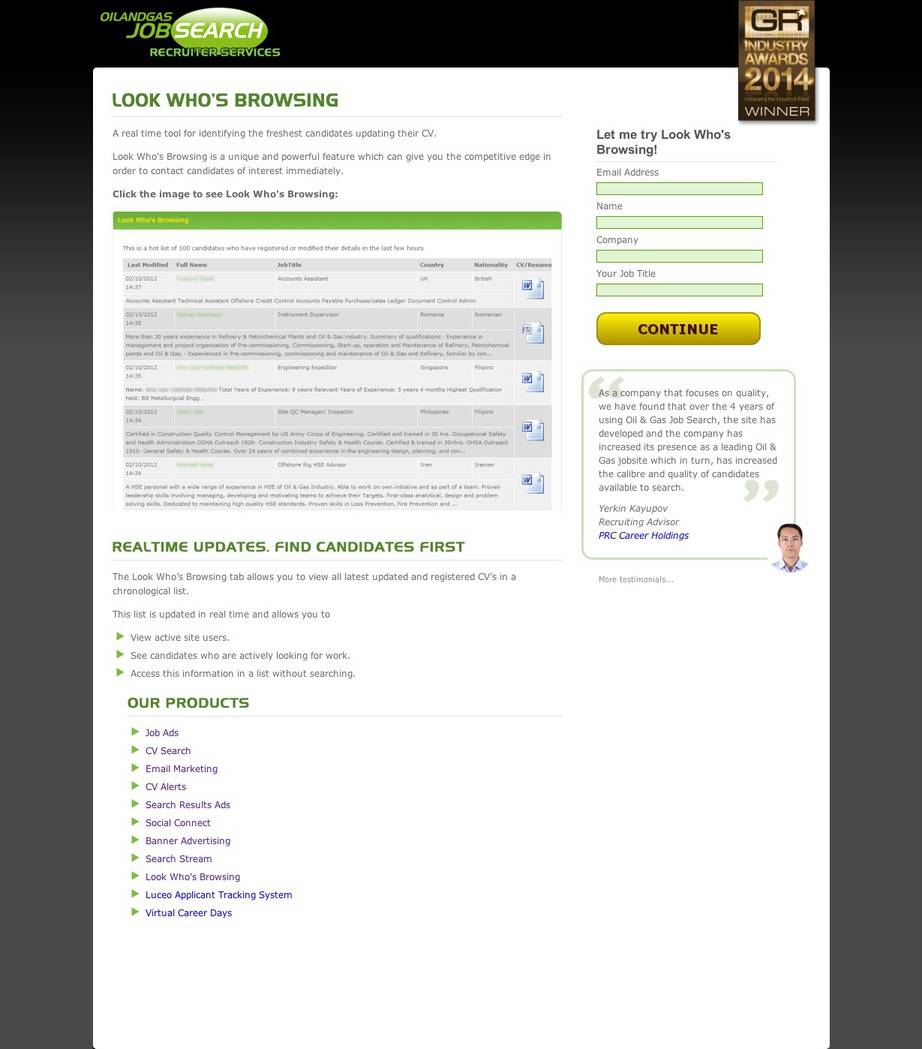 OILANDGAS
JOBSEARCH
RECRUITER SERVICES
GR
INDUSTRY
AWARDS
2014
Honouring the industry's finest
WINNER
LOOK WHO'S BROWSING
A real time tool for identifying the freshest candidates updating their CV.
Look Who's Browsing is a unique and powerful feature which can give you the competitive edge in
order to contact candidates of interest immediately.
Click the image to see Look Who's Browsing:
Look Who's Browsing
This is a hot list of 100 candidates who have registered or modified their details in the last few hours
Last Modified Full Name JobTitle Country Nationality CV/Resume
02/10/2012 Accounts Assistant UK British
14:37
Accounts Assistant Technical Assistant Offshore Credit Control Accounts Payable Purchase/sales Ledger Document Control Admin
02/10/2012 Instrument Supervisor Romania Romanian
14:35
More than 30 years experience in Refinery & Petrochemical Plants and Oil & Gas industry. Summary of qualifications - Experience in
management and project organization of Pre-commissioning, Commissioning, Start-up, operation and Maintenance of Refinery, Petrochemical
plants and Oil & Gas. - Experienced in Pre-commissioning, commissioning and maintenance of Oil & Gas and Refinery, familiar by con...
02/10/2012 Engineering Expeditor Singapore Filipino
14:35
Name: Total Years of Experience: 9 years Relevant Years of Experience: 5 years 4 months Highest Qualification
held: BS Metallurgical Engg ,
02/10/2012 Site QC Manager/ Inspector Philippines Filipino
14:34
Certified in Construction Quality Control Management by US Army Corps of Engineering. Certified and trained in 30 hrs. Occupational Safety
and Health Administration OSHA Outreach 1926- Construction Industry Safety & Health Course. Certified & trained in 30nhrs. OHSA Outreach
1910- General Safety & Health Course. Over 24 years of combined experience in the engineering design, planning, and con...
02/10/2012 Offshore Rig HSE Advisor Iran Iranian
14:34
A HSE personal with a wide range of experience in HSE of Oil & Gas Industry. Able to work on own initiative and as part of a team. Proven
leadership skills involving managing, developing and motivating teams to achieve their Targets. First-class analytical, design and problem
solving skills. Dedicated to maintaining high quality HSE standards. Proven skills in Loss Prevention, Fire Prevention and ...
REALTIME UPDATES. FIND CANDIDATES FIRST
The Look Who's Browsing tab allows you to view all latest updated and registered CV's in a
chronological list.
This list is updated in real time and allows you to
View active site users.
See candidates who are actively looking for work.
Access this information in a list without searching.
OUR PRODUCTS
Job Ads
CV Search
Email Marketing
CV Alerts
Search Results Ads
Social Connect
Banner Advertising
Search Stream
Look Who's Browsing
Luceo Applicant Tracking System
Virtual Career Days
Let me try Look Who's
Browsing!
Email Address
Name
Company
Your Job Title
CONTINUE
As a company that focuses on quality,
we have found that over the 4 years of
using Oil & Gas Job Search, the site has
developed and the company has
increased its presence as a leading Oil &
Gas jobsite which in turn, has increased
the calibre and quality of candidates
available to search.
Yerkin Kayupov
Recruiting Advisor
PRC Career Holdings
More testimonials...